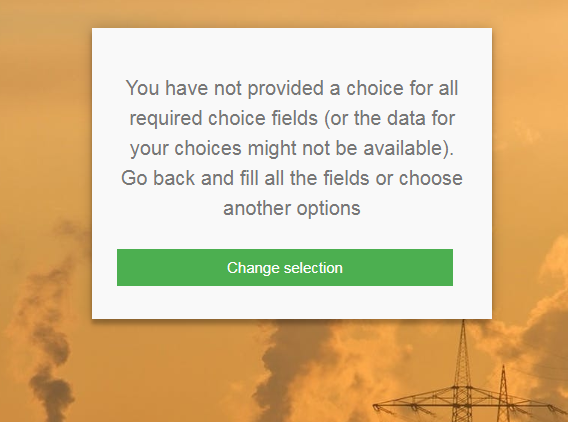 You have not provided a choice for all
required choice fields (or the data for
your choices might not be available).
Go back and fill all the fields or choose
another options
Change selection